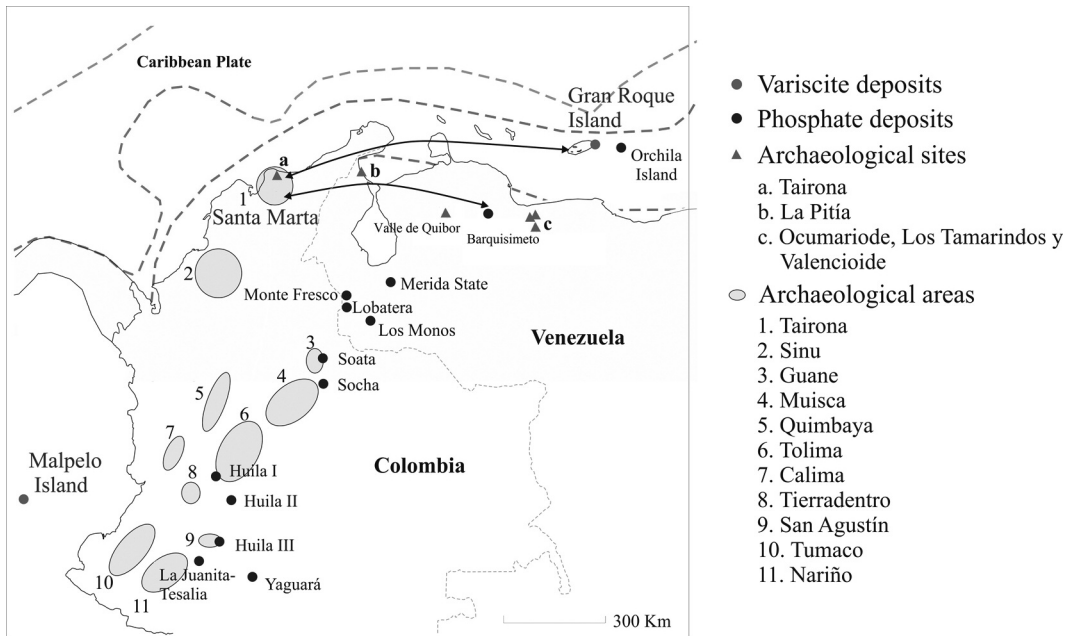 Caribbean Plate
Gran Roque
Island
Orchila
Island
a
b
1
Santa Marta
Valle de Quibor
Barquisimeto
c
2
Monte Fresco
Merida State
Lobatera
Los Monos
Venezuela
3
Soata
4
Socha
5
6
7
Colombia
Malpelo
Island
8
Huila I
Huila II
9
Huila III
10
La Juanita-
Tesalia
Yaguará
11
300 Km
Variscite deposits
Phosphate deposits
Archaeological sites
a. Tairona
b. La Pitía
c. Ocumariode, Los Tamarindos y
Valencioide
Archaeological areas
1. Tairona
2. Sinu
3. Guane
4. Muisca
5. Quimbaya
6. Tolima
7. Calima
8. Tierradentro
9. San Agustín
10. Tumaco
11. Nariño